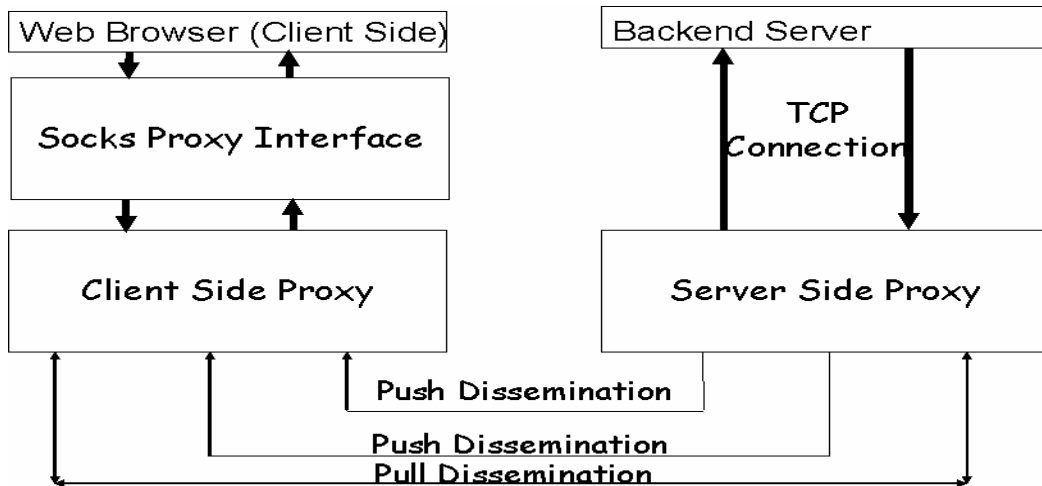 Web Browser (Client Side)
Backend Server
Socks Proxy Interface
TCP
Connection
Client Side Proxy
Server Side Proxy
Push Dissemination
Push Dissemination
Pull Dissemination